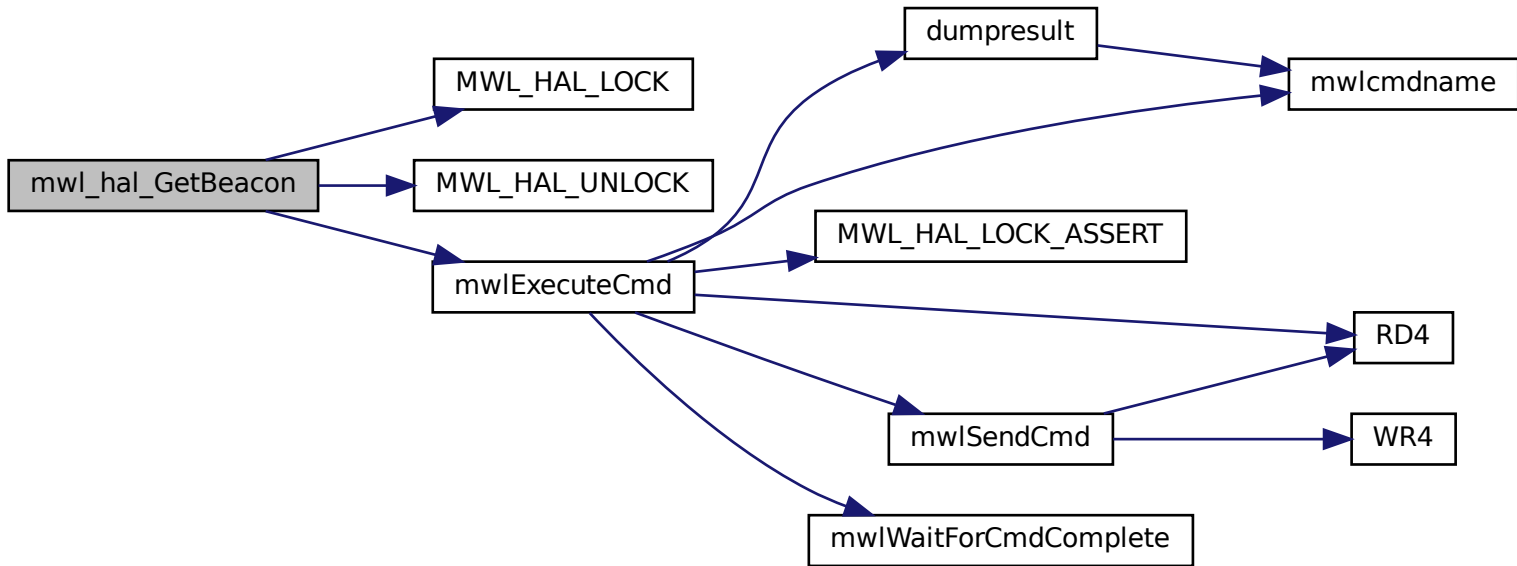 dumpresult
MWL_HAL_LOCK
mwlcmdname
mwl_hal_GetBeacon
MWL_HAL_UNLOCK
MWL_HAL_LOCK_ASSERT
mwlExecuteCmd
RD4
mwlSendCmd
WR4
mwlWaitForCmdComplete